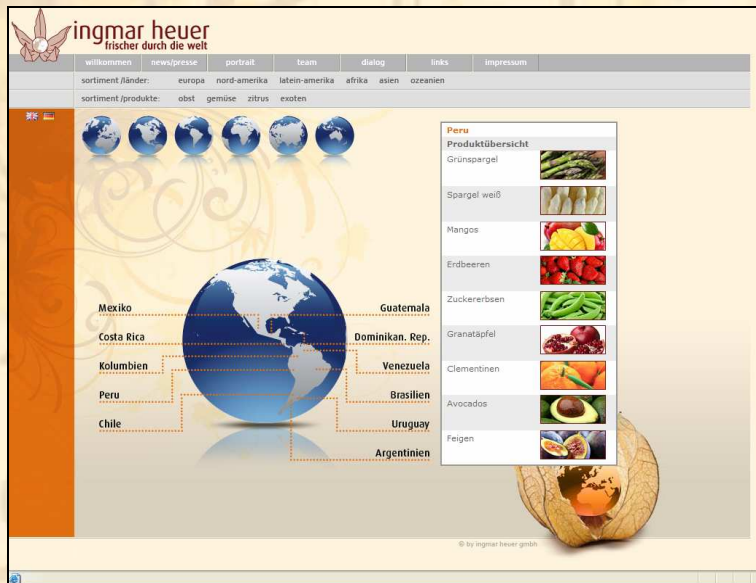 ingmar heuer
frischer durch die welt
willkommen news/presse portrait team dialog links impressum
sortiment /länder: europa nord-amerika latein-amerika afrika asien ozeanien
sortiment /produkte: obst gemüse zitrus exoten
Peru
Produktübersicht
Grünspargel
Spargel weiß
Mangos
Erdbeeren
Zuckererbsen
Granatäpfel
Clementinen
Avocados
Feigen
Mexiko Guatemala
Costa Rica Dominikan. Rep.
Kolumbien Venezuela
Peru Brasilien
Chile Uruguay
Argentinien
© by ingmar heuer gmbh